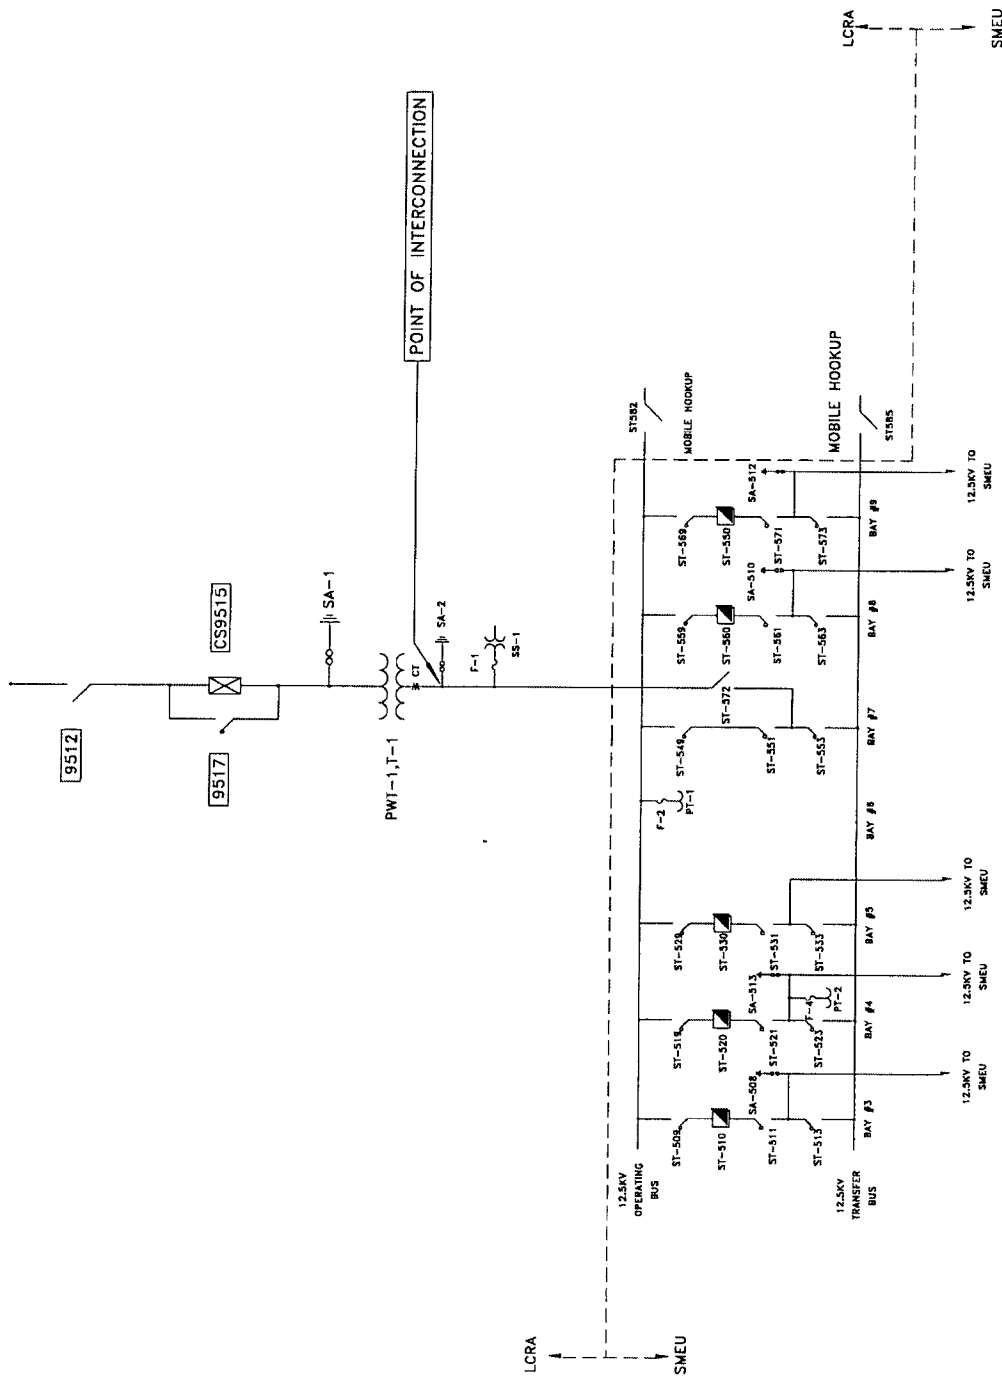 LCRA
SMEU
9512
CS9515
9517
SA-1
POINT OF INTERCONNECTION
PWT-1,T-1
CT
SA-2
F-1
SS-1
ST582
MOBILE HOOKUP
MOBILE HOOKUP
ST585
12.5KV
OPERATING
BUS
12.5KV
TRANSFER
BUS
ST-509
ST-510
SA-508
ST-511
ST-513
BAY #3
12.5KV TO
SMEU
ST-519
ST-520
SA-513
ST-521
F-4
PT-2
ST-523
BAY #4
12.5KV TO
SMEU
ST-529
ST-530
ST-531
ST-533
BAY #5
12.5KV TO
SMEU
F-2
PT-1
BAY #6
ST-549
ST-572
ST-551
ST-553
BAY #7
ST-559
ST-560
SA-510
ST-561
ST-563
BAY #8
12.5KV TO
SMEU
ST-569
ST-550
SA-512
ST-571
ST-573
BAY #9
12.5KV TO
SMEU
LCRA
SMEU